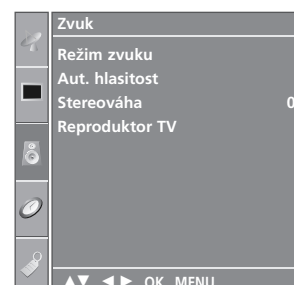 Zvuk
Režim zvuku
Aut. hlasitost
Stereováha 0
Reproduktor TV
▲▼ ◄► OK MENU